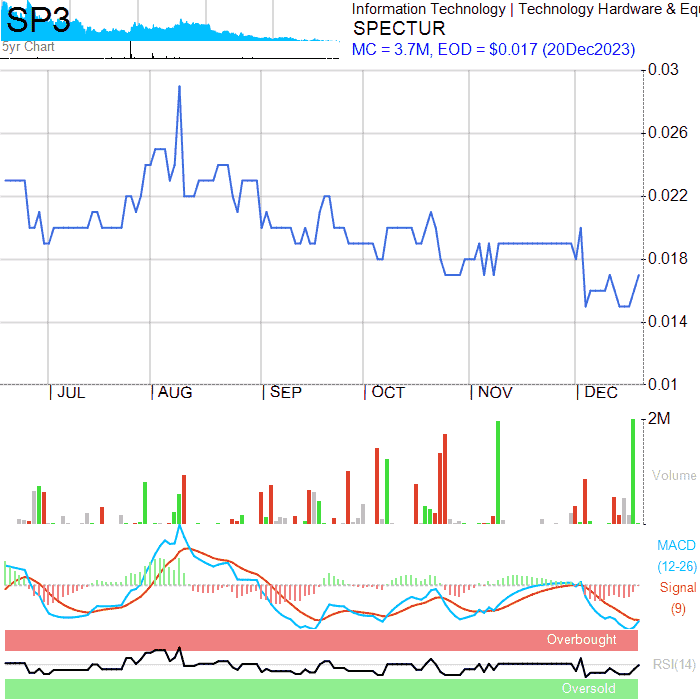 SP3
5yr Chart
Information Technology | Technology Hardware & Equ
SPECTUR
MC = 3.7M, EOD = $0.017 (20Dec2023)
0.03
0.026
0.022
0.018
0.014
0.01
JUL AUG SEP OCT NOV DEC
2M
Volume
MACD
(12-26)
Signal
(9)
Overbought
RSI(14)
Oversold